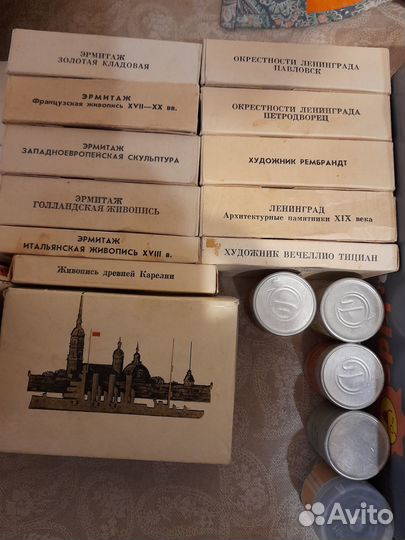 ЭРМИТАЖ
ЗОЛОТАЯ КЛАДОВАЯ
ЭРМИТАЖ
Французская живопись XVII—XX вв.
ЭРМИТАЖ
ЗАПАДНОЕВРОПЕЙСКАЯ СКУЛЬПТУРА
ЭРМИТАЖ
ГОЛЛАНДСКАЯ ЖИВОПИСЬ
ЭРМИТАЖ
ИТАЛЬЯНСКАЯ ЖИВОПИСЬ XVIII в.
Живопись древней Карелии
ОКРЕСТНОСТИ ЛЕНИНГРАДА
ПАВЛОВСК
ОКРЕСТНОСТИ ЛЕНИНГРАДА
ПЕТРОДВОРЕЦ
ХУДОЖНИК РЕМБРАНДТ
ЛЕНИНГРАД
Архитектурные памятники XIX века
ХУДОЖНИК ВЕЧЕЛЛИО ТИЦИАН
Avito